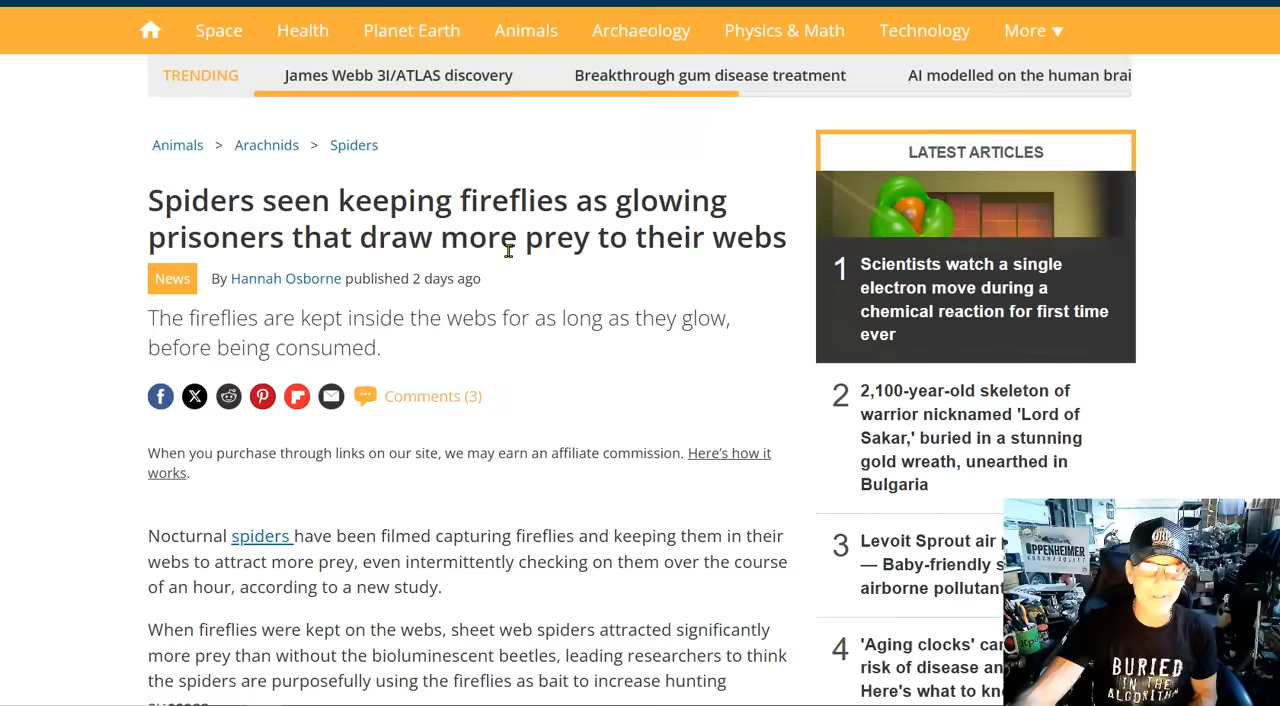 Space Health Planet Earth Animals Archaeology Physics & Math Technology More ▼
TRENDING James Webb 3I/ATLAS discovery Breakthrough gum disease treatment AI modelled on the human brai
Animals > Arachnids > Spiders
Spiders seen keeping fireflies as glowing
prisoners that draw more prey to their webs
News By Hannah Osborne published 2 days ago
The fireflies are kept inside the webs for as long as they glow,
before being consumed.
Comments (3)
When you purchase through links on our site, we may earn an affiliate commission. Here's how it
works.
Nocturnal spiders have been filmed capturing fireflies and keeping them in their
webs to attract more prey, even intermittently checking on them over the course
of an hour, according to a new study.
When fireflies were kept on the webs, sheet web spiders attracted significantly
more prey than without the bioluminescent beetles, leading researchers to think
the spiders are purposefully using the fireflies as bait to increase hunting
LATEST ARTICLES
1 Scientists watch a single
electron move during a
chemical reaction for first time
ever
2 2,100-year-old skeleton of
warrior nicknamed 'Lord of
Sakar,' buried in a stunning
gold wreath, unearthed in
Bulgaria
3 Levoit Sprout air
— Baby-friendly s
airborne pollutant
4 'Aging clocks' ca
risk of disease an
Here's what to kn
OPPENHEIMER
BURIED
IN THE
ALGORITHM